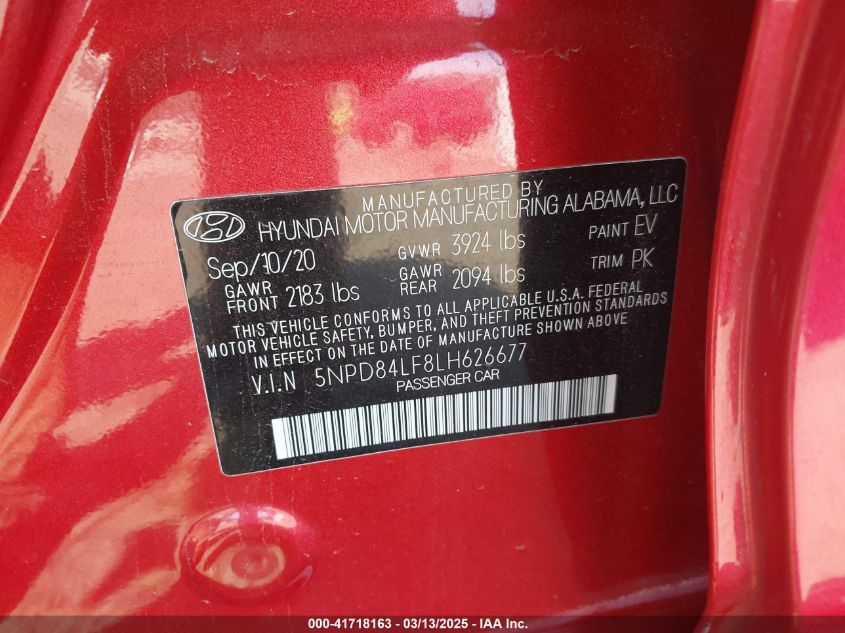 MANUFACTURED BY
HYUNDAI MOTOR MANUFACTURING ALABAMA, LLC
Sep/10/20 GVWR 3924 lbs PAINT EV
GAWR FRONT 2183 lbs GAWR REAR 2094 lbs TRIM PK
THIS VEHICLE CONFORMS TO ALL APPLICABLE U.S.A. FEDERAL
MOTOR VEHICLE SAFETY, BUMPER, AND THEFT PREVENTION STANDARDS
IN EFFECT ON THE DATE OF MANUFACTURE SHOWN ABOVE
V.I.N 5NPD84LF8LH626677
PASSENGER CAR
000-41718163 - 03/13/2025 - IAA Inc.